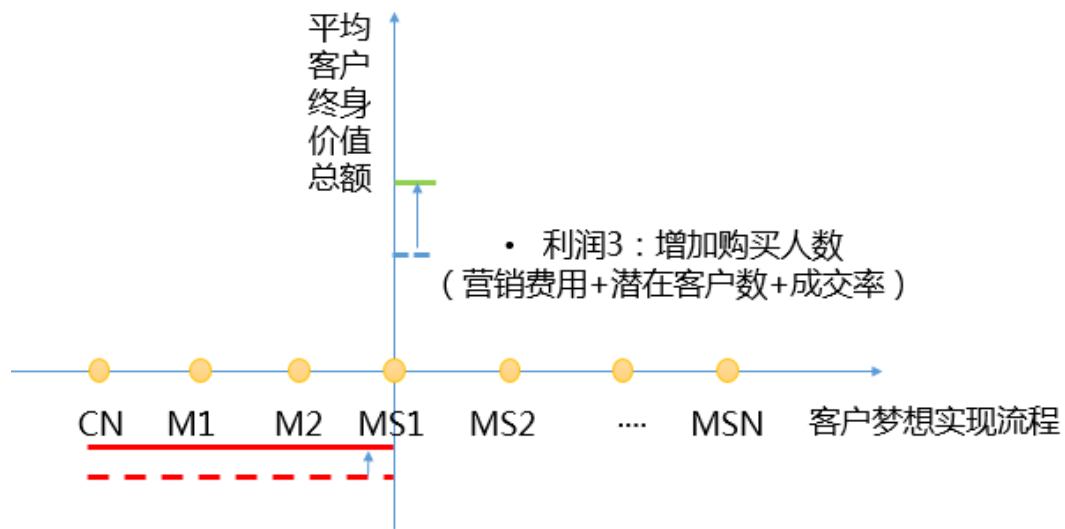 平均
客户
终身
价值
总额
• 利润3：增加购买人数
（营销费用+潜在客户数+成交率）
CN M1 M2 MS1 MS2 .... MSN 客户梦想实现流程